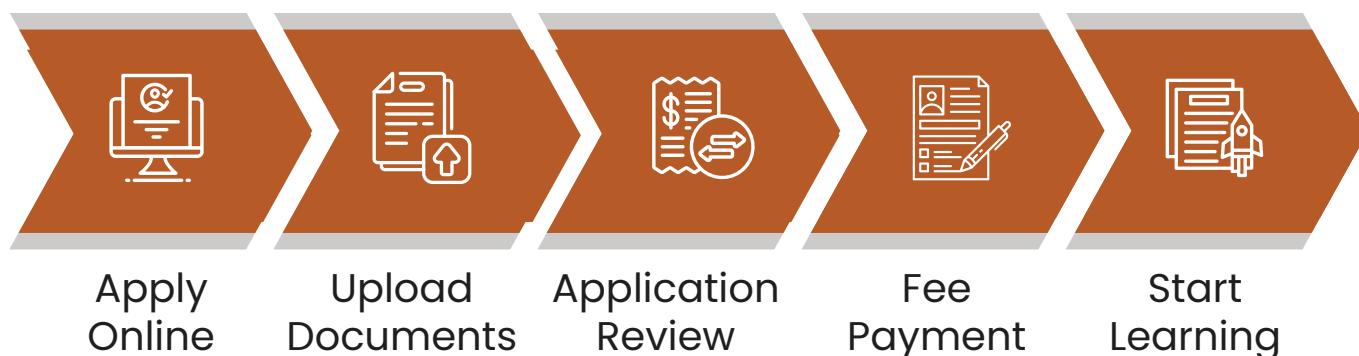 $
Apply
Online
Upload
Documents
Application
Review
Fee
Payment
Start
Learning